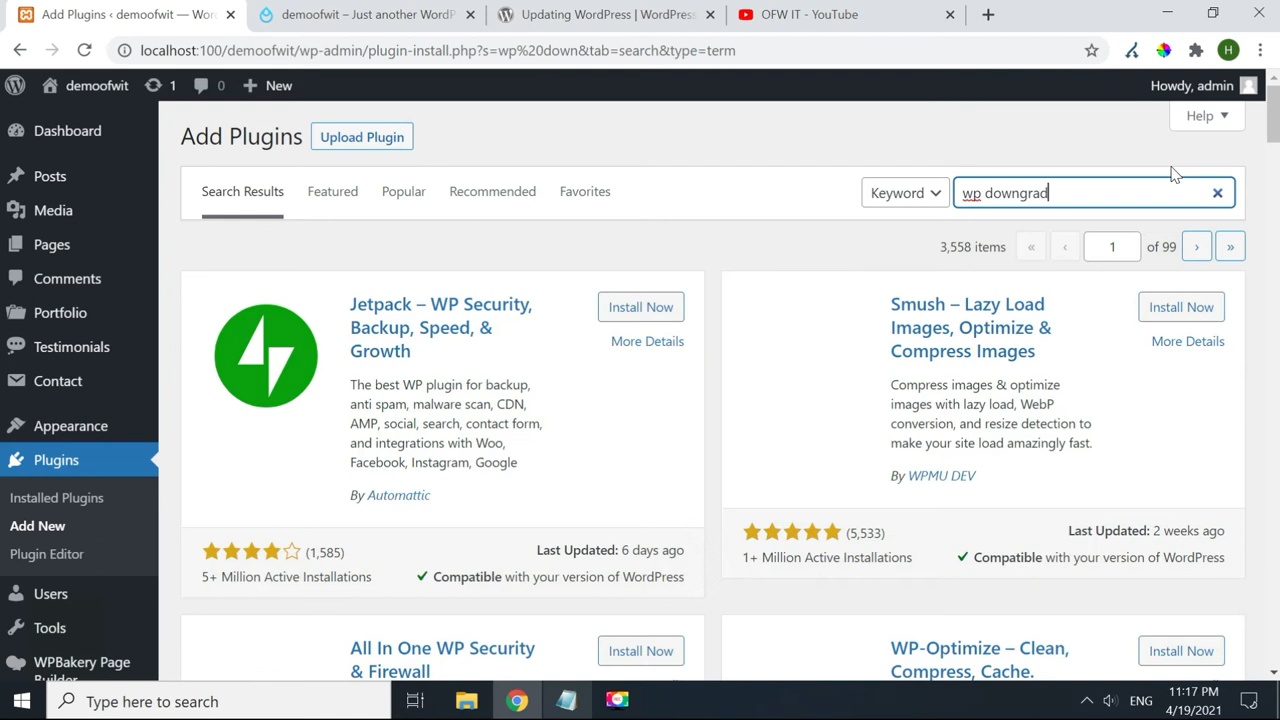 Add Plugins ‹ demoofwit — Wor
demoofwit – Just another WordP
Updating WordPress | WordPress
OFW IT - YouTube
localhost:100/demoofwit/wp-admin/plugin-install.php?s=wp%20down&tab=search&type=term
H
demoofwit
1
0
New
Howdy, admin
Dashboard
Posts
Media
Pages
Comments
Portfolio
Testimonials
Contact
Appearance
Plugins
Installed Plugins
Add New
Plugin Editor
Users
Tools
WPBakery Page
Builder
Help
Add Plugins
Upload Plugin
Search Results
Featured
Popular
Recommended
Favorites
Keyword
wp downgrad
3,558 items
«
‹
1
of 99
›
»
Jetpack – WP Security,
Backup, Speed, &
Growth
Install Now
More Details
The best WP plugin for backup,
anti spam, malware scan, CDN,
AMP, social, search, contact form,
and integrations with Woo,
Facebook, Instagram, Google
By Automattic
(1,585)
Last Updated: 6 days ago
5+ Million Active Installations
Compatible with your version of WordPress
Smush – Lazy Load
Images, Optimize &
Compress Images
Install Now
More Details
Compress images & optimize
images with lazy load, WebP
conversion, and resize detection to
make your site load amazingly fast.
By WPMU DEV
(5,533)
Last Updated: 2 weeks ago
1+ Million Active Installations
Compatible with your version of WordPress
All In One WP Security
& Firewall
Install Now
WP-Optimize – Clean,
Compress, Cache.
Install Now
Type here to search
ENG
11:17 PM
4/19/2021